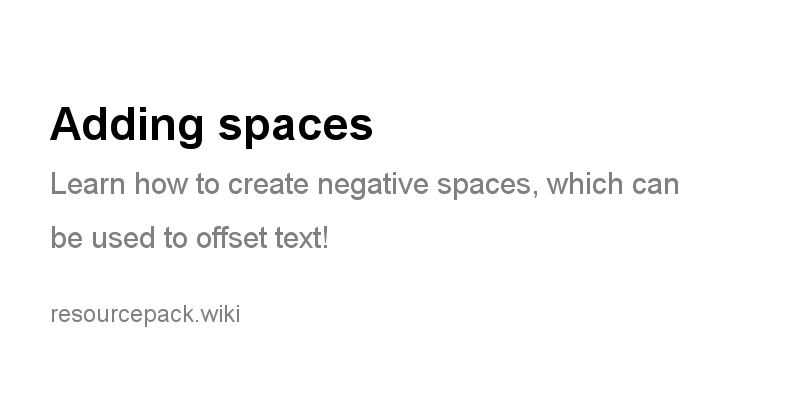 Adding spaces
Learn how to create negative spaces, which can
be used to offset text!
resourcepack.wiki